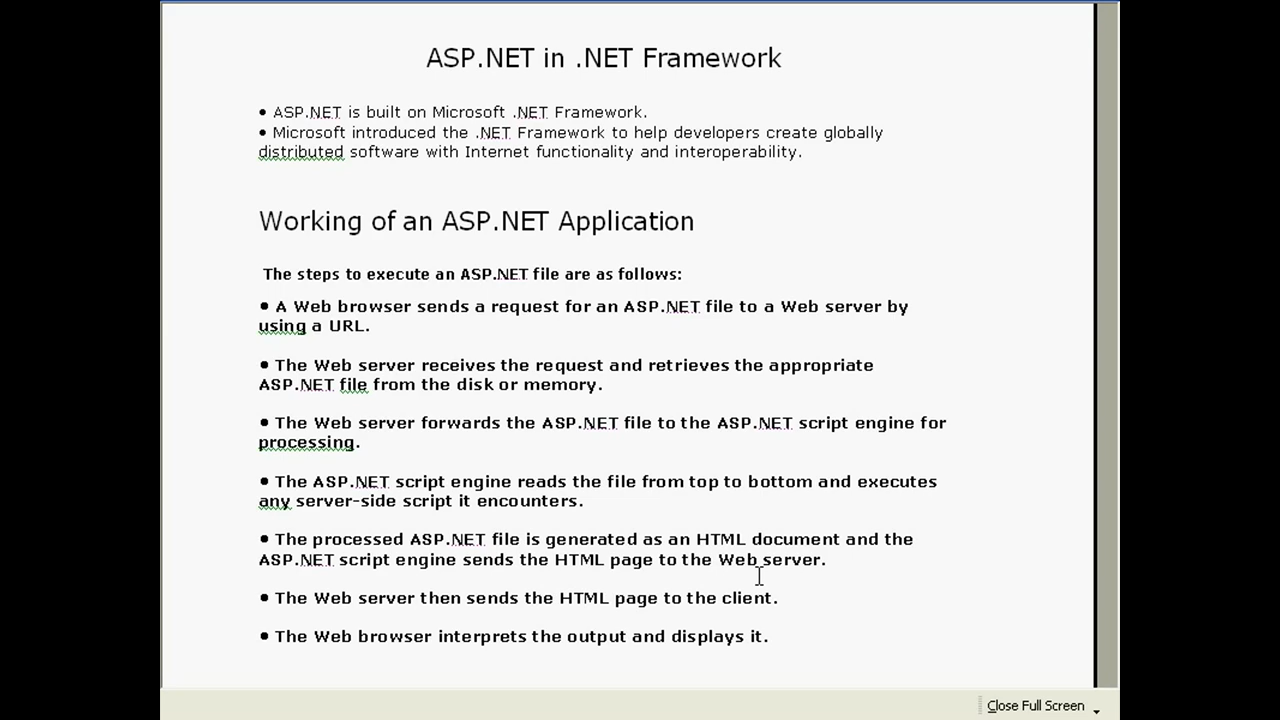 ASP.NET in .NET Framework
• ASP.NET is built on Microsoft .NET Framework.
• Microsoft introduced the .NET Framework to help developers create globally
distributed software with Internet functionality and interoperability.
Working of an ASP.NET Application
The steps to execute an ASP.NET file are as follows:
• A Web browser sends a request for an ASP.NET file to a Web server by
using a URL.
• The Web server receives the request and retrieves the appropriate
ASP.NET file from the disk or memory.
• The Web server forwards the ASP.NET file to the ASP.NET script engine for
processing.
• The ASP.NET script engine reads the file from top to bottom and executes
any server-side script it encounters.
• The processed ASP.NET file is generated as an HTML document and the
ASP.NET script engine sends the HTML page to the Web server.
• The Web server then sends the HTML page to the client.
• The Web browser interprets the output and displays it.
Close Full Screen